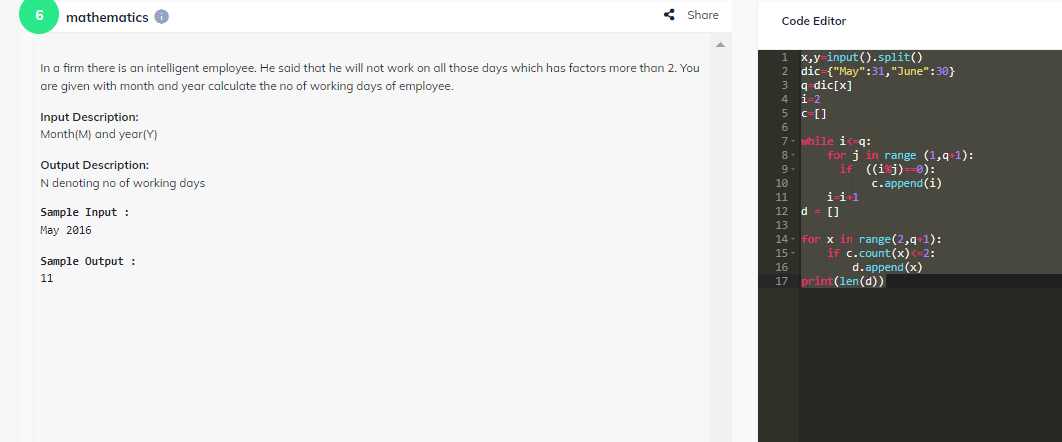 6 mathematics i Share
In a firm there is an intelligent employee. He said that he will not work on all those days which has factors more than 2. You
are given with month and year calculate the no of working days of employee.
Input Description:
Month(M) and year(Y)
Output Description:
N denoting no of working days
Sample Input :
May 2016
Sample Output :
11
Code Editor
1 x,y=input().split()
2 dic={"May":31,"June":30}
3 q=dic[x]
4 i=2
5 c=[]
6
7 while i<=q:
8 for j in range (1,q+1):
9 if ((i%j)==0):
10 c.append(i)
11 i=i+1
12 d = []
13
14 for x in range(2,q+1):
15 if c.count(x)<=2:
16 d.append(x)
17 print(len(d))